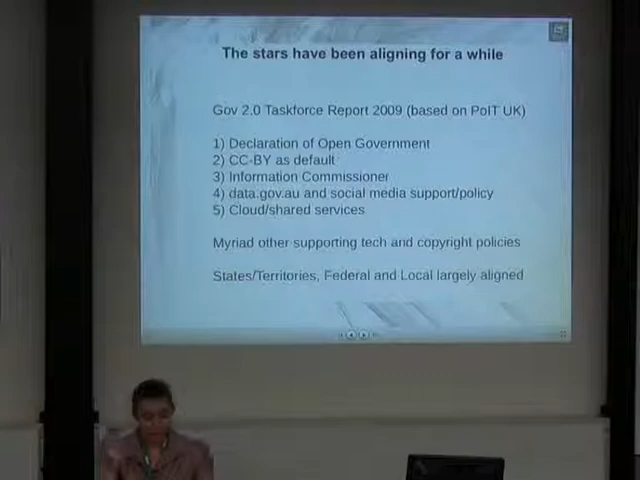 The stars have been aligning for a while
Gov 2.0 Taskforce Report 2009 (based on PoIT UK)
1) Declaration of Open Government
2) CC-BY as default
3) Information Commissioner
4) data.gov.au and social media support/policy
5) Cloud/shared services
Myriad other supporting tech and copyright policies
States/Territories, Federal and Local largely aligned